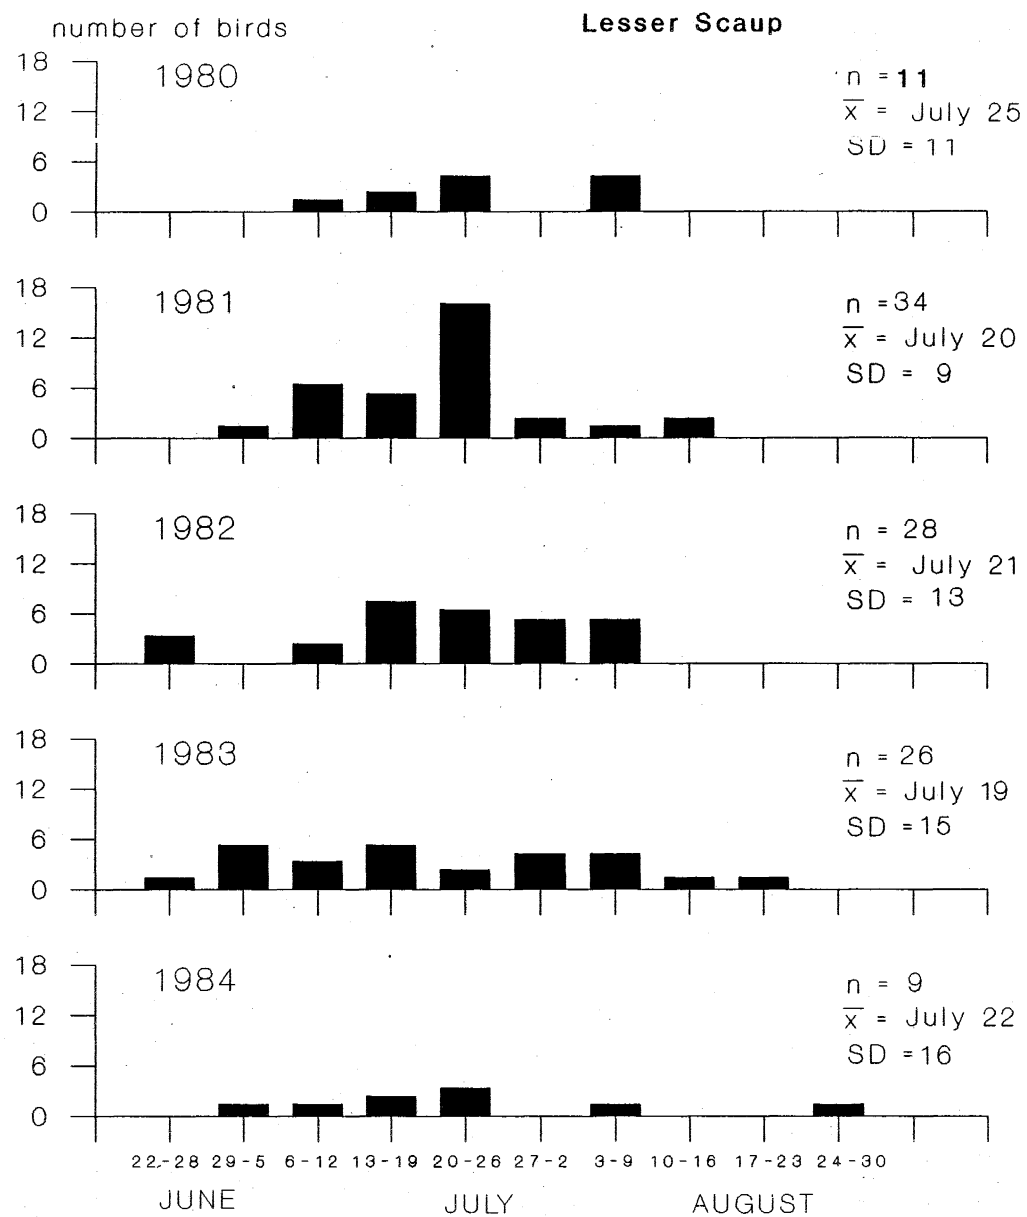 number of birds
Lesser Scaup
18
1980
n = 11
12
x̅ = July 25
SD = 11
6
0
18
1981
n = 34
12
x̅ = July 20
SD = 9
6
0
18
1982
n = 28
12
x̅ = July 21
SD = 13
6
0
18
1983
n = 26
12
x̅ = July 19
SD = 15
6
0
18
1984
n = 9
12
x̅ = July 22
SD = 16
6
0
22-28 29-5 6-12 13-19 20-26 27-2 3-9 10-16 17-23 24-30
JUNE JULY AUGUST